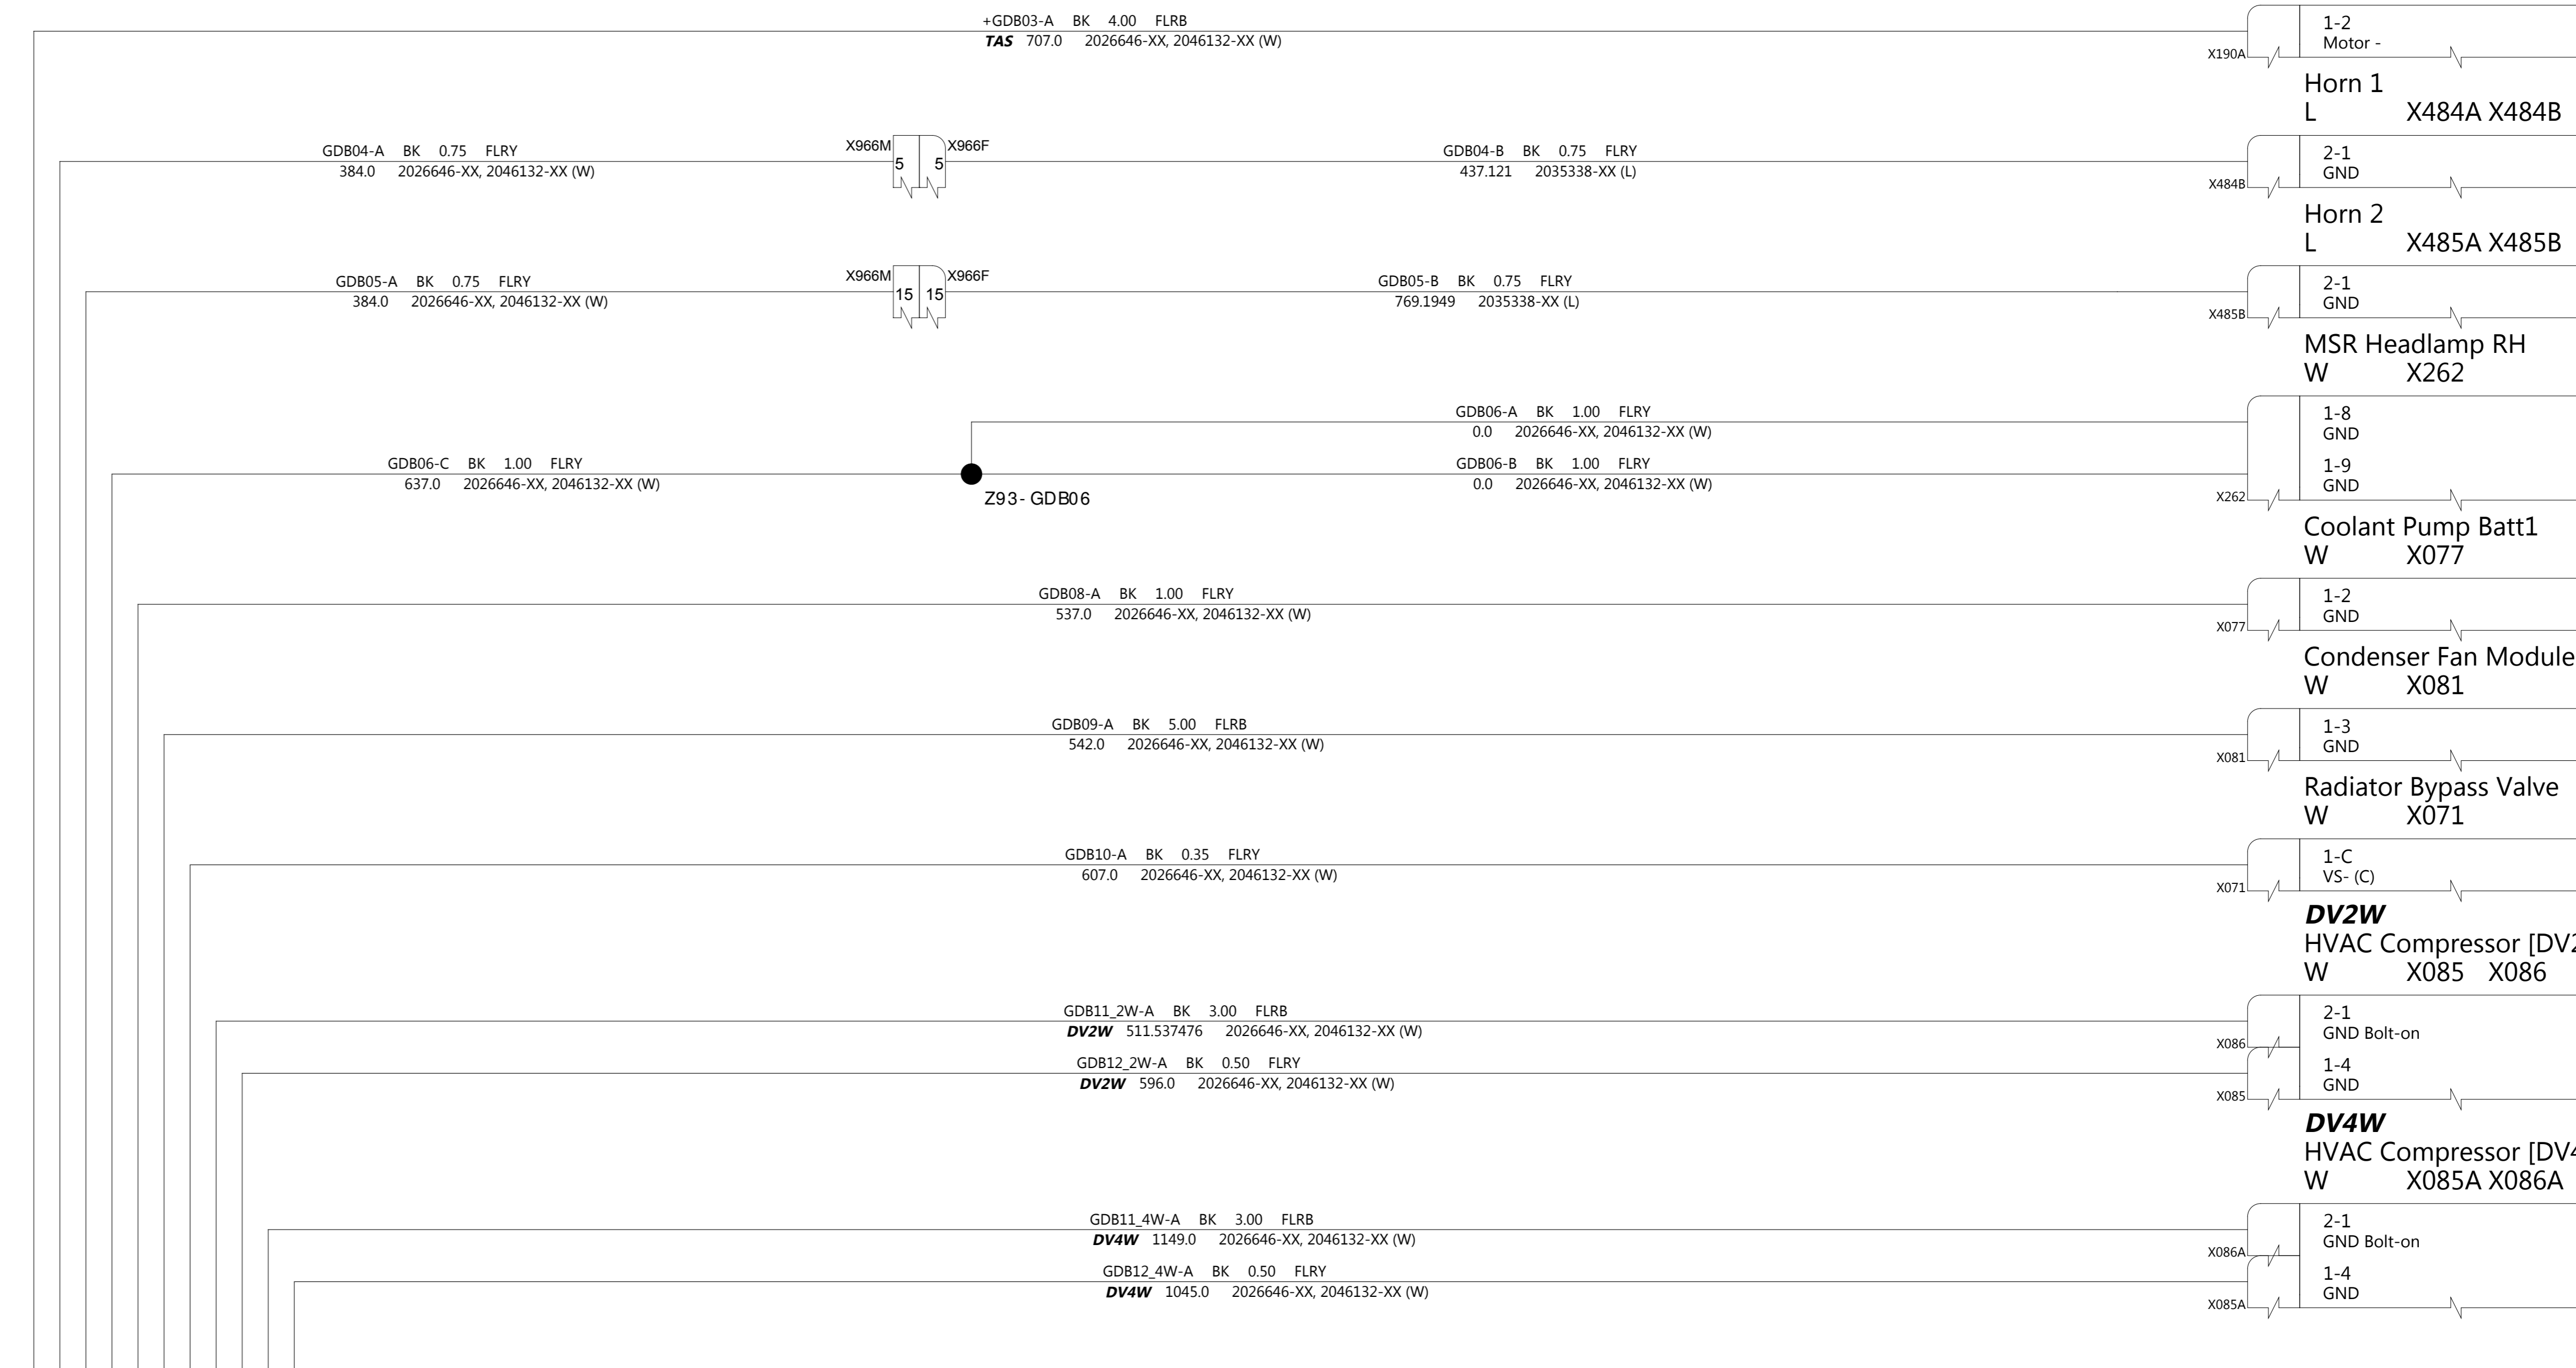 +GDB03-A BK 4.00 FLRB
TAS 707.0 2026646-XX, 2046132-XX (W)
X190A
1-2
Motor -
Horn 1
L X484A X484B
GDB04-A BK 0.75 FLRY
384.0 2026646-XX, 2046132-XX (W)
X966M 5 5 X966F
GDB04-B BK 0.75 FLRY
437.121 2035338-XX (L)
X484B
2-1
GND
Horn 2
L X485A X485B
GDB05-A BK 0.75 FLRY
384.0 2026646-XX, 2046132-XX (W)
X966M 15 15 X966F
GDB05-B BK 0.75 FLRY
769.1949 2035338-XX (L)
X485B
2-1
GND
MSR Headlamp RH
W X262
GDB06-A BK 1.00 FLRY
0.0 2026646-XX, 2046132-XX (W)
1-8
GND
GDB06-C BK 1.00 FLRY
637.0 2026646-XX, 2046132-XX (W)
Z93-GDB06
GDB06-B BK 1.00 FLRY
0.0 2026646-XX, 2046132-XX (W)
X262
1-9
GND
Coolant Pump Batt1
W X077
GDB08-A BK 1.00 FLRY
537.0 2026646-XX, 2046132-XX (W)
X077
1-2
GND
Condenser Fan Module
W X081
GDB09-A BK 5.00 FLRB
542.0 2026646-XX, 2046132-XX (W)
X081
1-3
GND
Radiator Bypass Valve
W X071
GDB10-A BK 0.35 FLRY
607.0 2026646-XX, 2046132-XX (W)
X071
1-C
VS- (C)
DV2W
HVAC Compressor [DV2
W X085 X086
GDB11_2W-A BK 3.00 FLRB
DV2W 511.537476 2026646-XX, 2046132-XX (W)
X086
2-1
GND Bolt-on
GDB12_2W-A BK 0.50 FLRY
DV2W 596.0 2026646-XX, 2046132-XX (W)
X085
1-4
GND
DV4W
HVAC Compressor [DV4
W X085A X086A
GDB11_4W-A BK 3.00 FLRB
DV4W 1149.0 2026646-XX, 2046132-XX (W)
X086A
2-1
GND Bolt-on
GDB12_4W-A BK 0.50 FLRY
DV4W 1045.0 2026646-XX, 2046132-XX (W)
X085A
1-4
GND